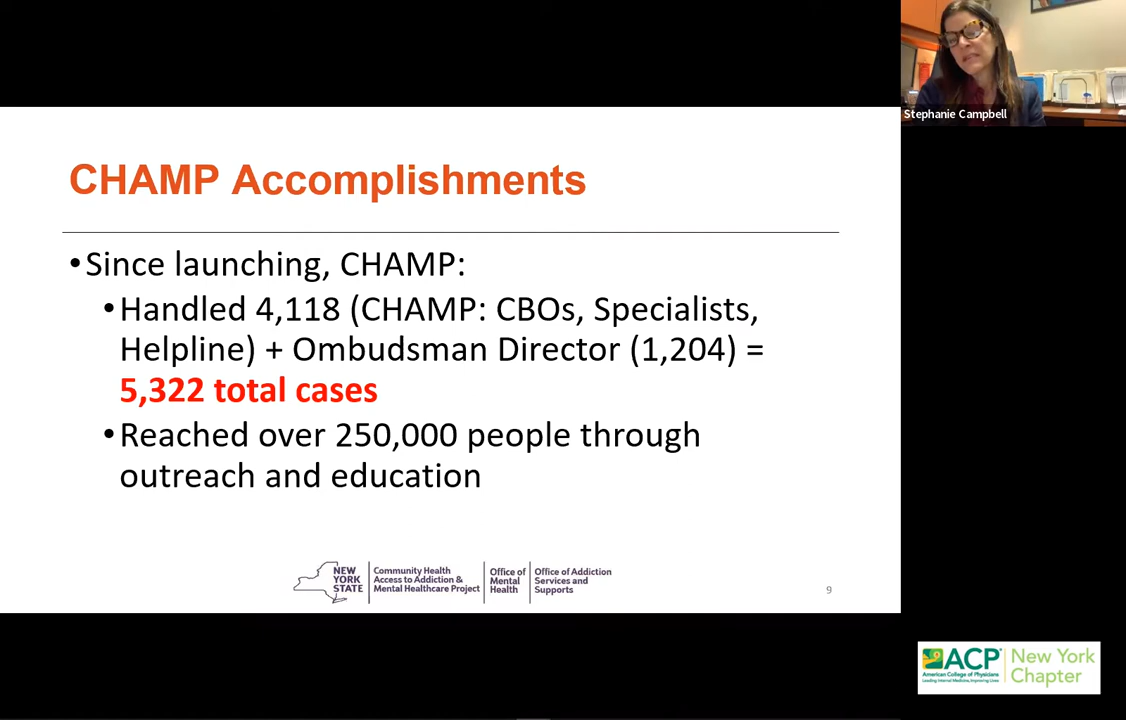 Stephanie Campbell
CHAMP Accomplishments
•Since launching, CHAMP:
•Handled 4,118 (CHAMP: CBOs, Specialists,
Helpline) + Ombudsman Director (1,204) =
5,322 total cases
•Reached over 250,000 people through
outreach and education
NEW
YORK
STATE
Community Health
Access to Addiction &
Mental Healthcare Project
Office of
Mental
Health
Office of Addiction
Services and
Supports
9
ACP®
American College of Physicians
Leading Internal Medicine, Improving Lives
New York
Chapter